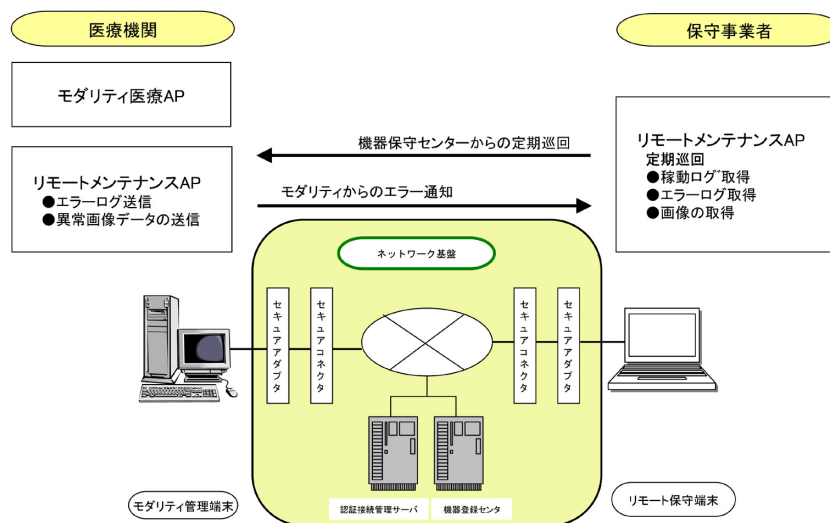 医療機関
保守事業者
モダリティ医療AP
機器保守センターからの定期巡回
リモートメンテナンスAP
●エラーログ送信
●異常画像データの送信
モダリティからのエラー通知
リモートメンテナンスAP
定期巡回
●稼動ログ取得
●エラーログ取得
●画像の取得
ネットワーク基盤
セキュアアダプタ
セキュアコネクタ
セキュアコネクタ
セキュアアダプタ
モダリティ管理端末
認証接続管理サーバ
機器登録センタ
リモート保守端末